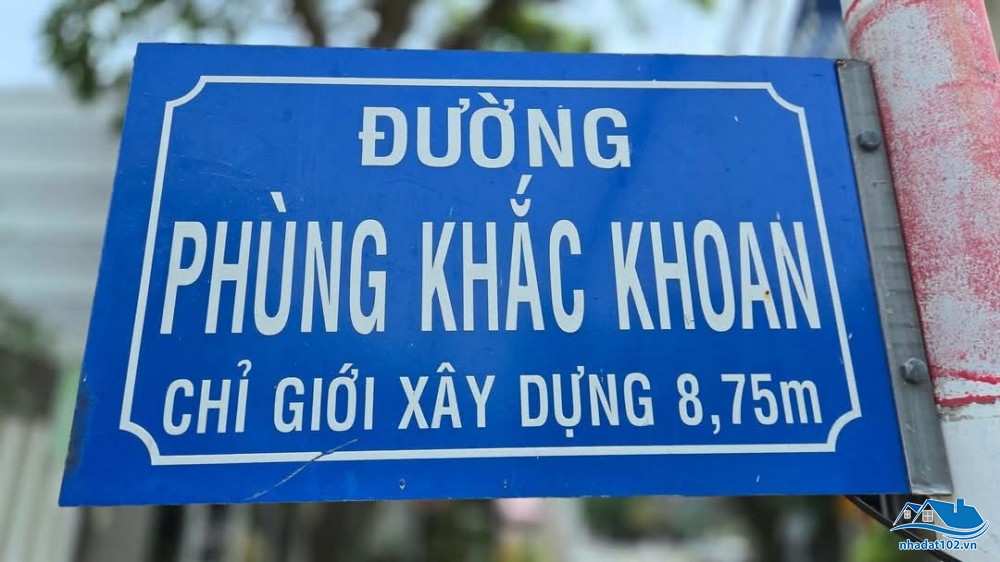 ĐƯỜNG
PHÙNG KHẮC KHOAN
CHỈ GIỚI XÂY DỰNG 8,75m
nhadat102.vn